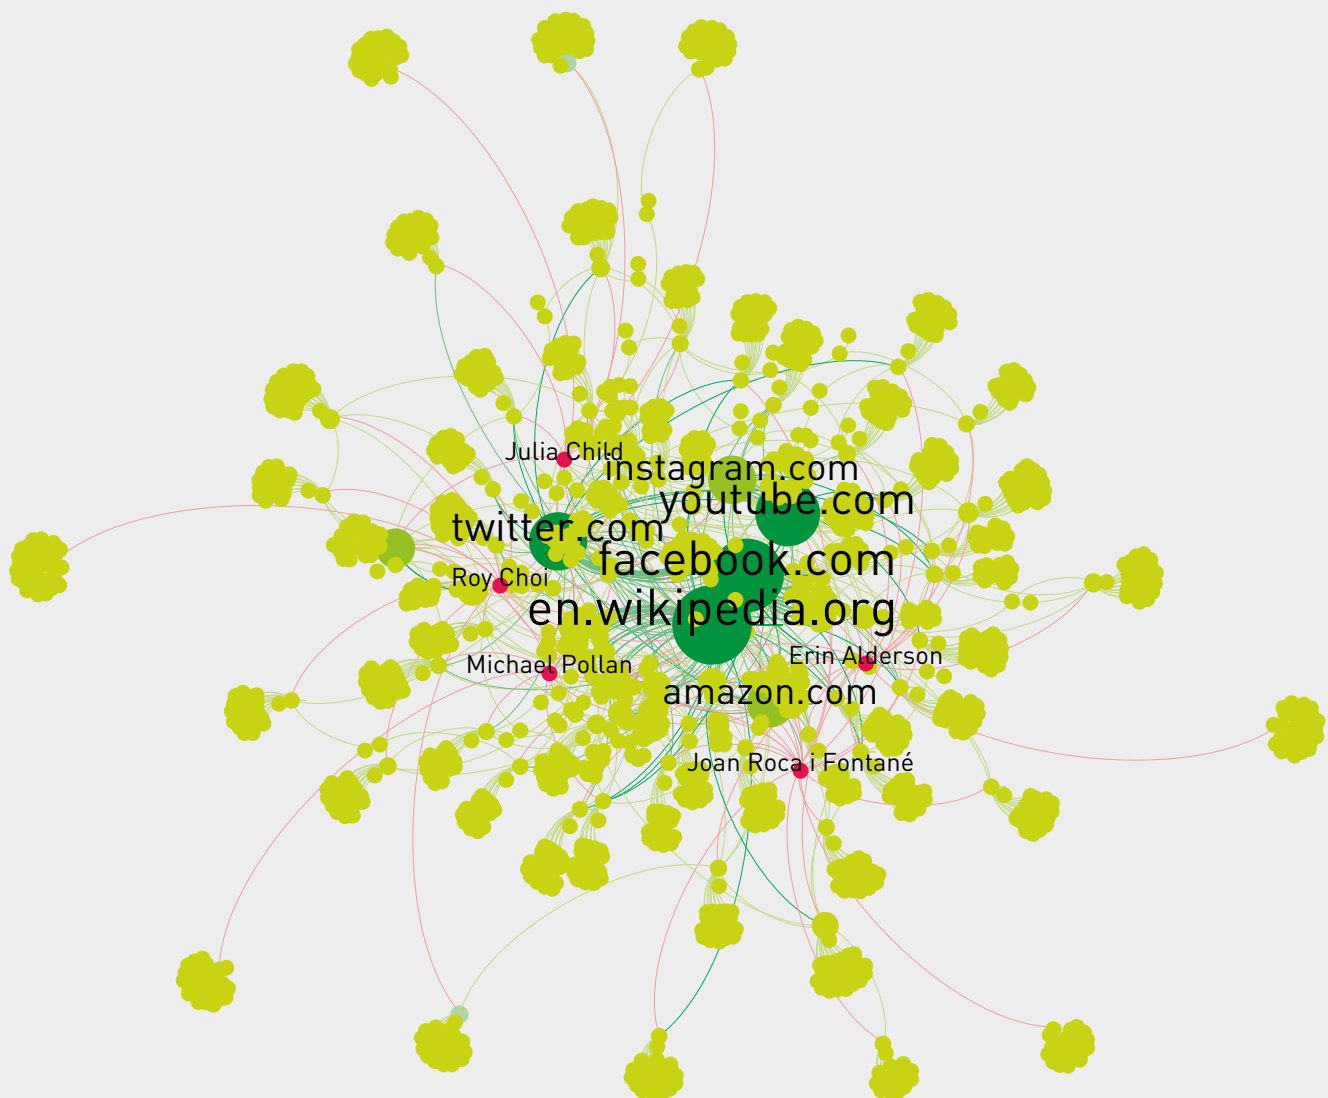 Julia Child
instagram.com
youtube.com
twitter.com
facebook.com
Roy Choi
en.wikipedia.org
Michael Pollan
Erin Alderson
amazon.com
Joan Roca i Fontané